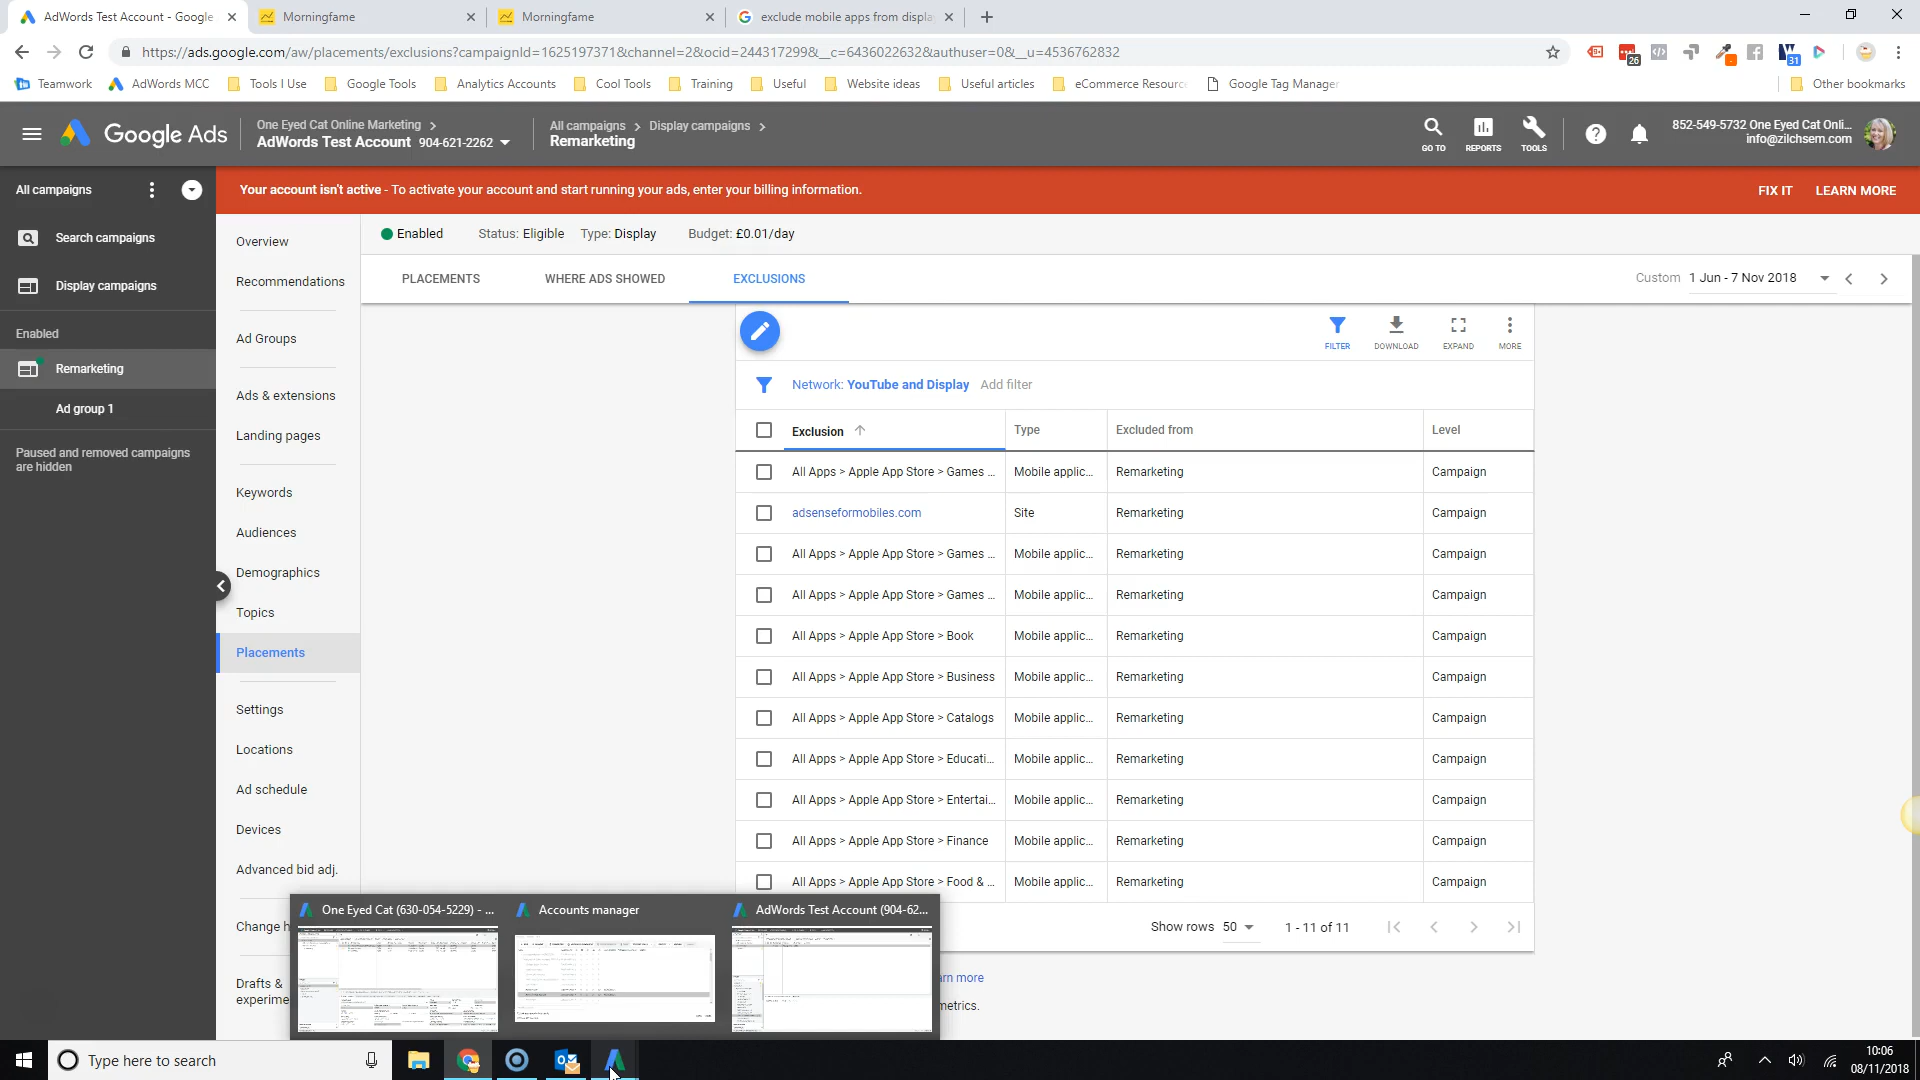 AdWords Test Account - Google
Morningfame
Morningfame
exclude mobile apps from displa
https://ads.google.com/aw/placements/exclusions?campaignId=1625197371&channel=2&ocid=244317299&__c=6436022632&authuser=0&__u=4536762832
26
31
Teamwork
AdWords MCC
Tools I Use
Google Tools
Analytics Accounts
Cool Tools
Training
Useful
Website ideas
Useful articles
eCommerce Resourc
Google Tag Manager
Other bookmarks
Google Ads
One Eyed Cat Online Marketing >
AdWords Test Account 904-621-2262
All campaigns > Display campaigns >
Remarketing
GO TO
REPORTS
TOOLS
852-549-5732 One Eyed Cat Onli...
info@zilchsem.com
All campaigns
Your account isn't active - To activate your account and start running your ads, enter your billing information.
FIX IT
LEARN MORE
Search campaigns
Display campaigns
Enabled
Remarketing
Ad group 1
Paused and removed campaigns
are hidden
Overview
Recommendations
Ad Groups
Ads & extensions
Landing pages
Keywords
Audiences
Demographics
Topics
Placements
Settings
Locations
Ad schedule
Devices
Advanced bid adj.
Change h
Drafts &
experime
Enabled
Status: Eligible
Type: Display
Budget: £0.01/day
PLACEMENTS
WHERE ADS SHOWED
EXCLUSIONS
Custom 1 Jun - 7 Nov 2018
FILTER
DOWNLOAD
EXPAND
MORE
Network: YouTube and Display Add filter
Exclusion Type Excluded from Level
All Apps > Apple App Store > Games ... Mobile applic... Remarketing Campaign
adsenseformobiles.com Site Remarketing Campaign
All Apps > Apple App Store > Games ... Mobile applic... Remarketing Campaign
All Apps > Apple App Store > Games ... Mobile applic... Remarketing Campaign
All Apps > Apple App Store > Book Mobile applic... Remarketing Campaign
All Apps > Apple App Store > Business Mobile applic... Remarketing Campaign
All Apps > Apple App Store > Catalogs Mobile applic... Remarketing Campaign
All Apps > Apple App Store > Educati... Mobile applic... Remarketing Campaign
All Apps > Apple App Store > Entertai... Mobile applic... Remarketing Campaign
All Apps > Apple App Store > Finance Mobile applic... Remarketing Campaign
All Apps > Apple App Store > Food & ... Mobile applic... Remarketing Campaign
Show rows 50 1 - 11 of 11
arn more
metrics.
One Eyed Cat (630-054-5229) - ...
Accounts manager
AdWords Test Account (904-62...
Type here to search
10:06
08/11/2018